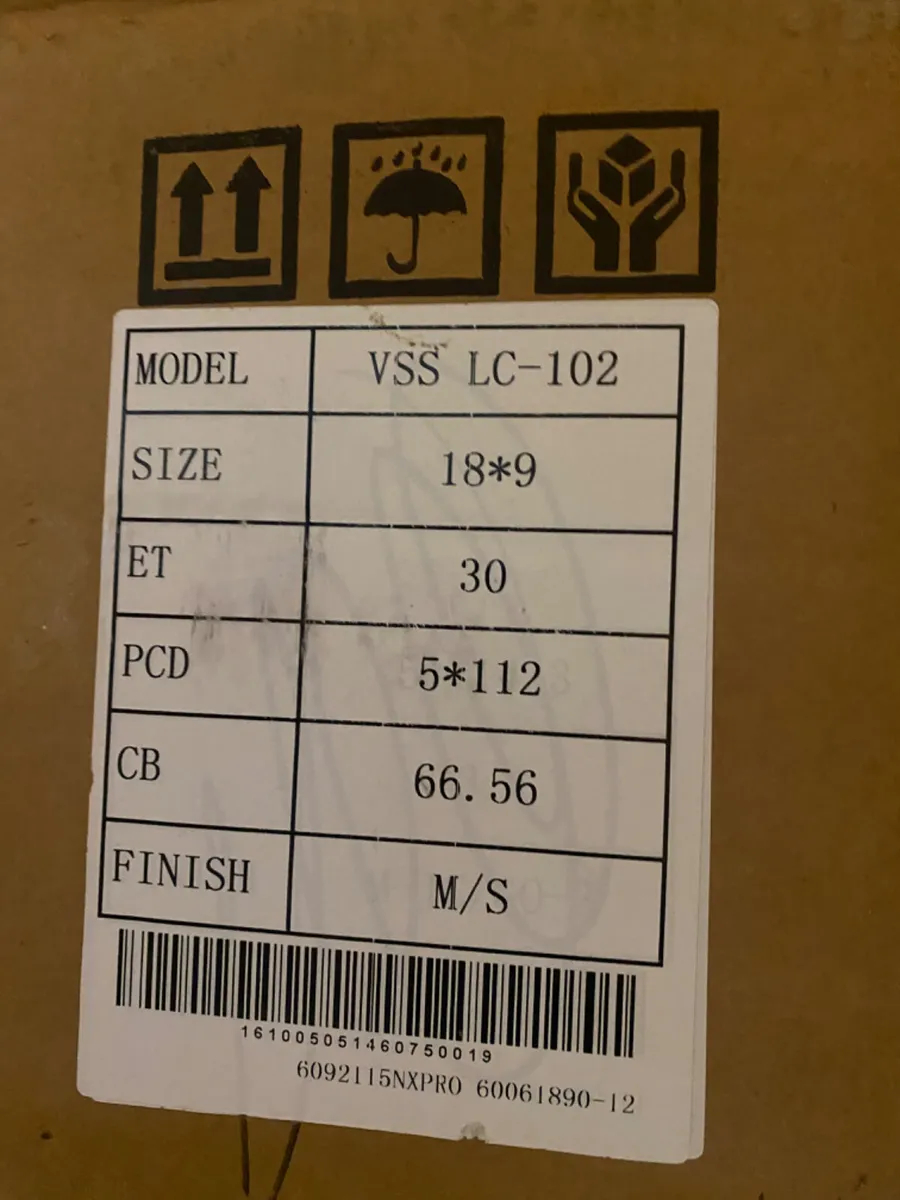 MODEL VSS LC-102
SIZE 18*9
ET 30
PCD 5*112
CB 66.56
FINISH M/S
161005051460750019
6092115NXPRO 60061890-12